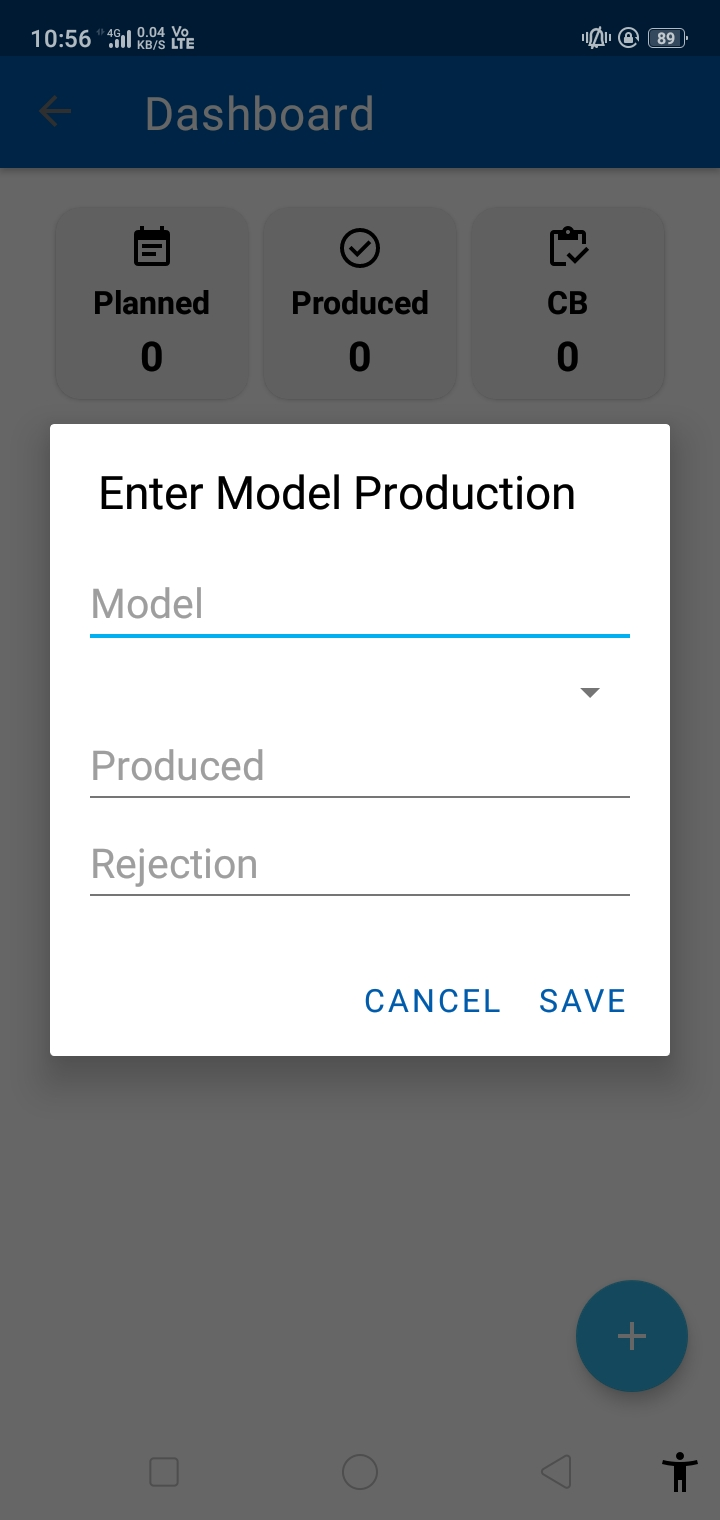 10:56 4G 0.04 KB/S Vo LTE 89
Dashboard
Planned Produced CB
0 0 0
Enter Model Production
Model
Produced
Rejection
CANCEL SAVE